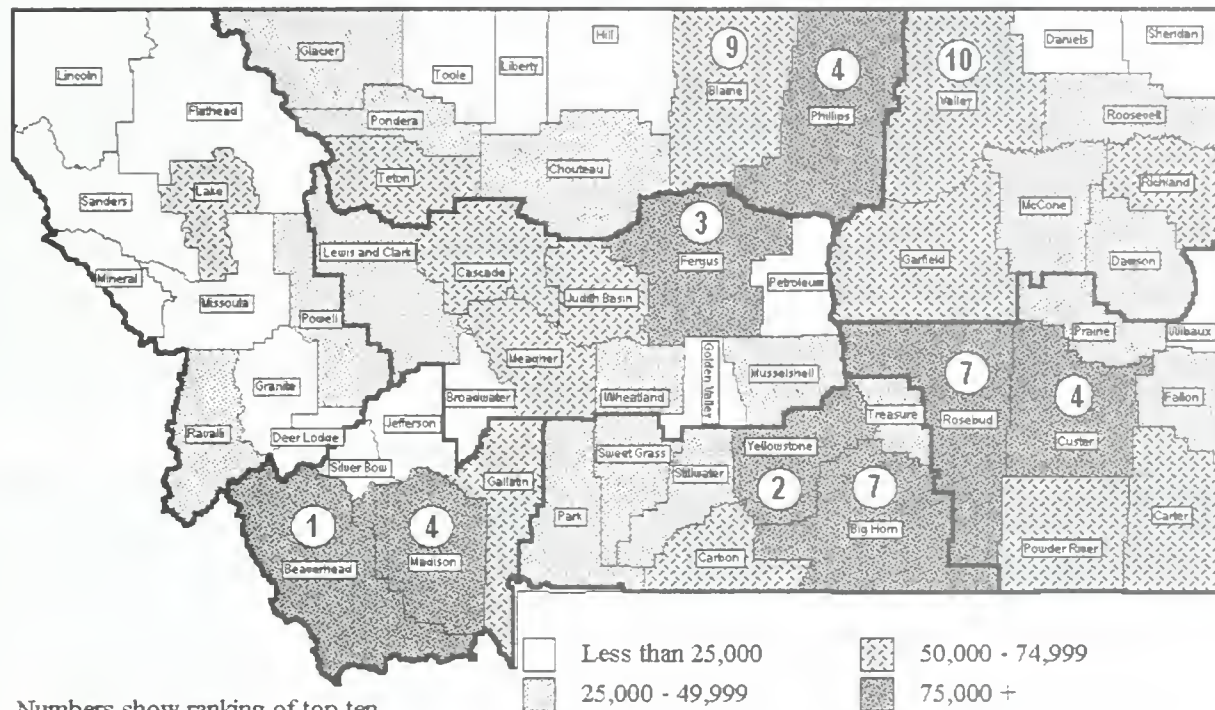 Hill
Daniels
Sheridan
Glacier
Lincoln
Toole
Liberty
9
Blaine
4
Phillips
10
Valley
Flathead
Pondera
Roosevelt
Teton
Chouteau
Richland
Lake
Sanders
McCone
3
Fergus
Lewis and Clark
Garfield
Dawson
Cascade
Mineral
Missoula
Judith Basin
Petroleum
Powell
Prairie
Wibaux
Meagher
Golden Valley
Musselshell
7
Rosebud
4
Custer
Granite
Broadwater
Wheatland
Treasure
Fallon
Jefferson
Ravalli
Deer Lodge
Yellowstone
Sweet Grass
Silver Bow
Stillwater
Gallatin
2
7
Big Horn
1
Beaverhead
4
Madison
Park
Carter
Carbon
Powder River
Less than 25,000
50,000 - 74,999
25,000 - 49,999
75,000 +
Numbers show ranking of top ten